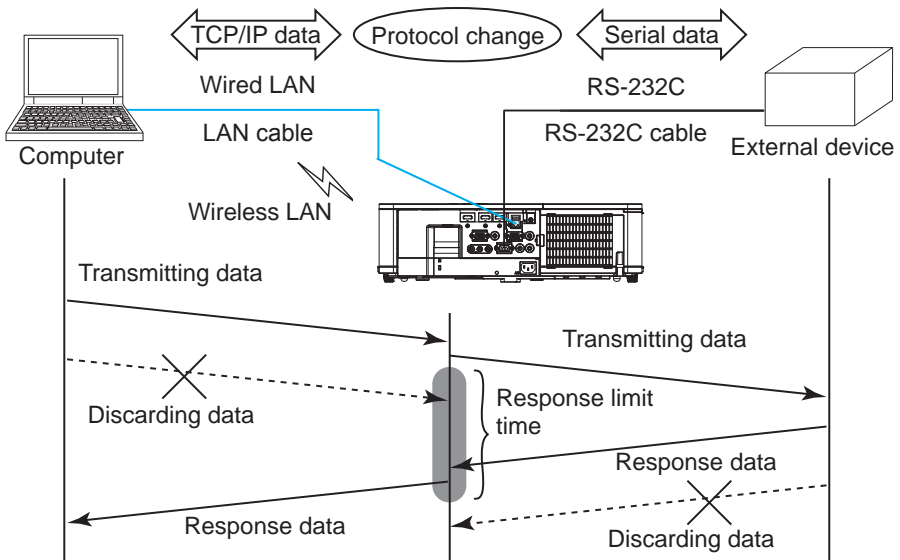 TCP/IP data
Protocol change
Serial data
Wired LAN
RS-232C
LAN cable
RS-232C cable
Computer
External device
Wireless LAN
Transmitting data
Transmitting data
Discarding data
Response limit
time
Response data
Response data
Discarding data